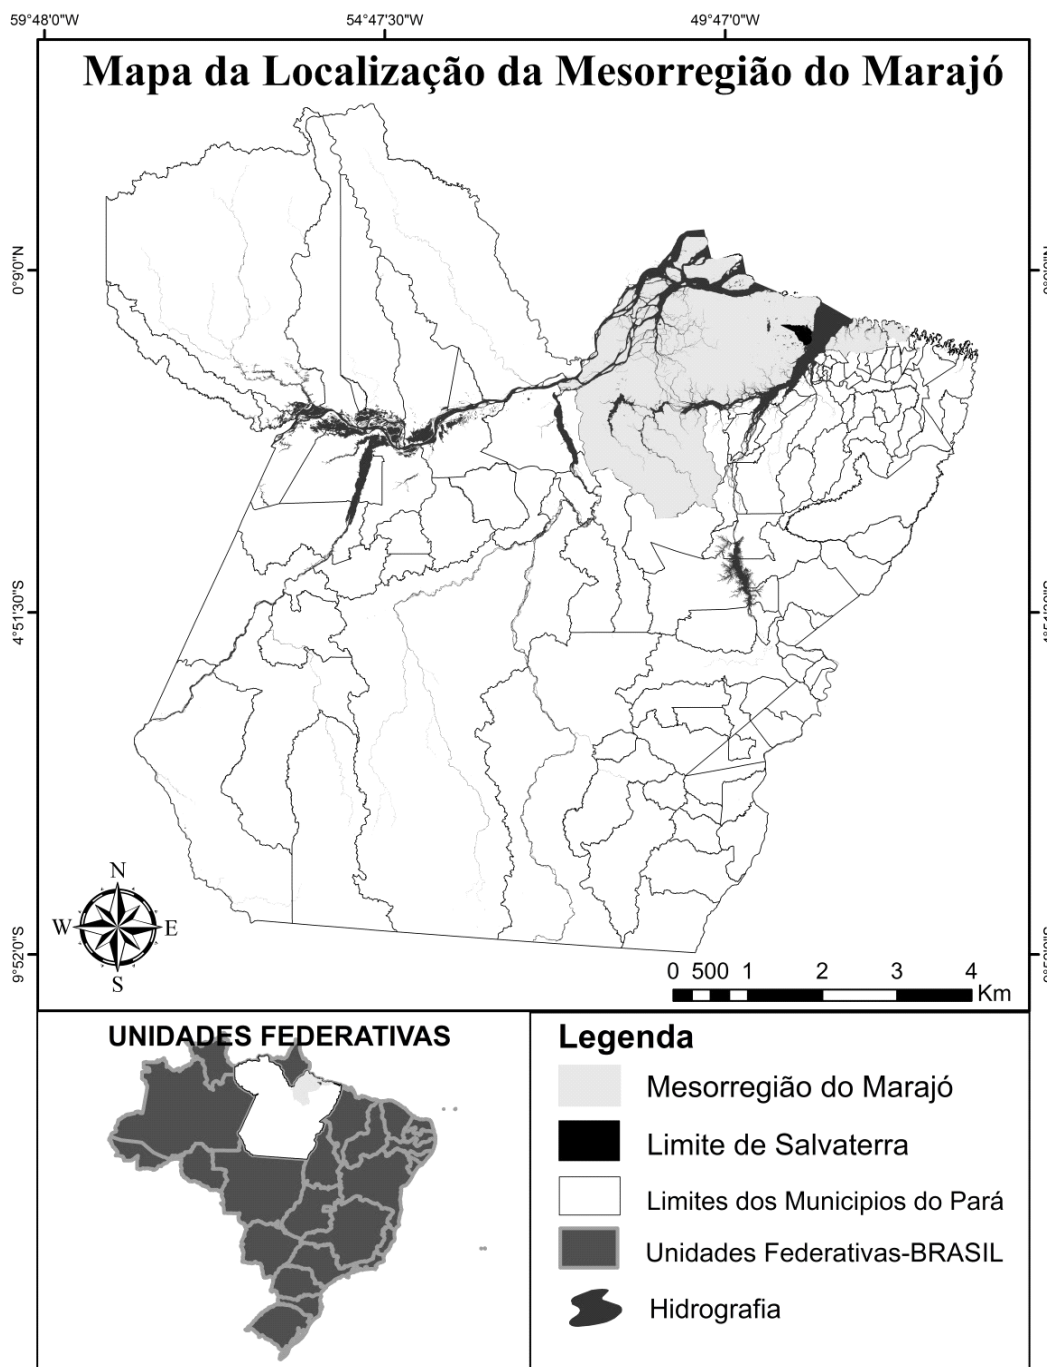 59°48'0"W 54°47'30"W 49°47'0"W
Mapa da Localização da Mesorregião do Marajó
0°9'0"N
4°51'30"S
9°52'0"S
N
W E
S
0 500 1 2 3 4
Km
UNIDADES FEDERATIVAS
Legenda
Mesorregião do Marajó
Limite de Salvaterra
Limites dos Municipios do Pará
Unidades Federativas-BRASIL
Hidrografia